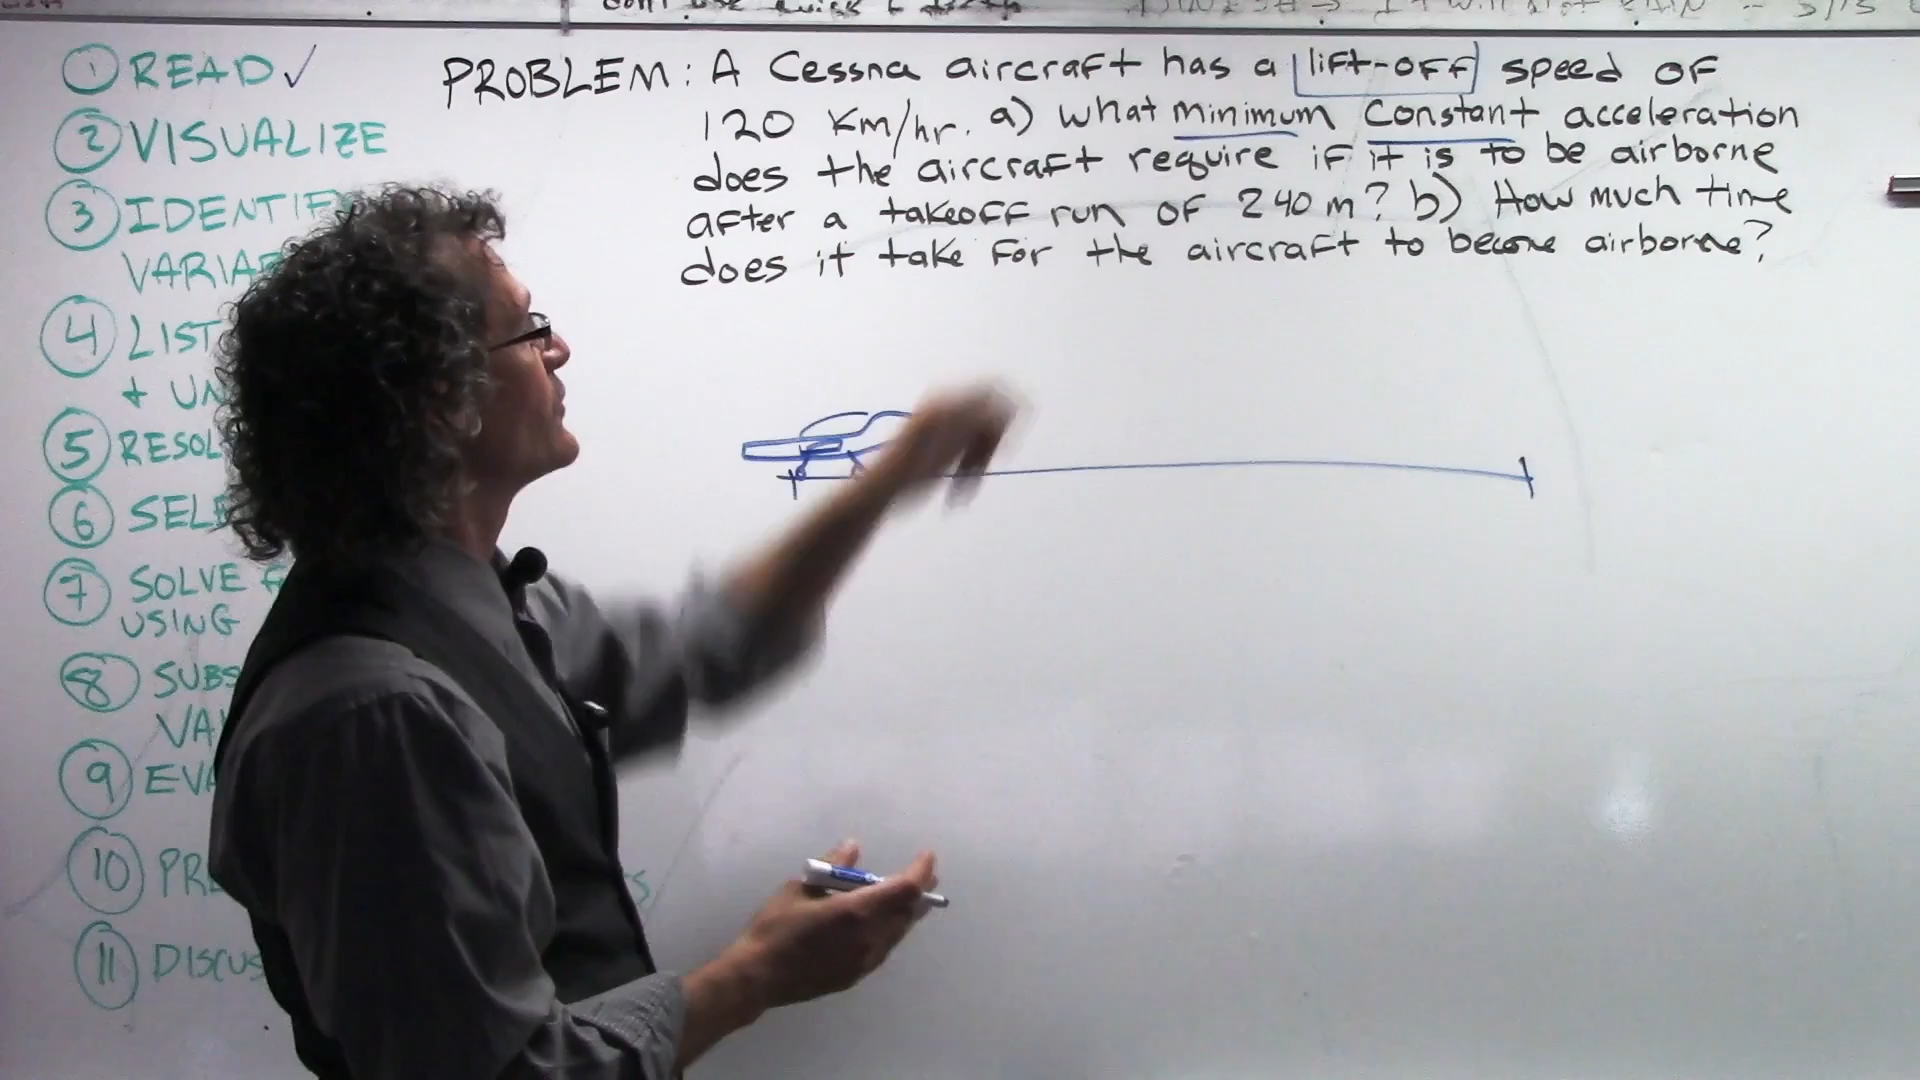 PROBLEM: A Cessna aircraft has a lift-off speed of
120 Km/hr. a) what minimum constant acceleration
does the aircraft require if it is to be airborne
after a takeoff run of 240 m? b) How much time
does it take for the aircraft to become airborne?
① READ ✓
② VISUALIZE
③ IDENTIF
VARIA
④ LIST
+ UN
⑤ RESOL
⑥ SELE
⑦ SOLVE
USING
⑧ SUBS
VA
⑨ EVA
⑩ PR
⑪ DISCUS